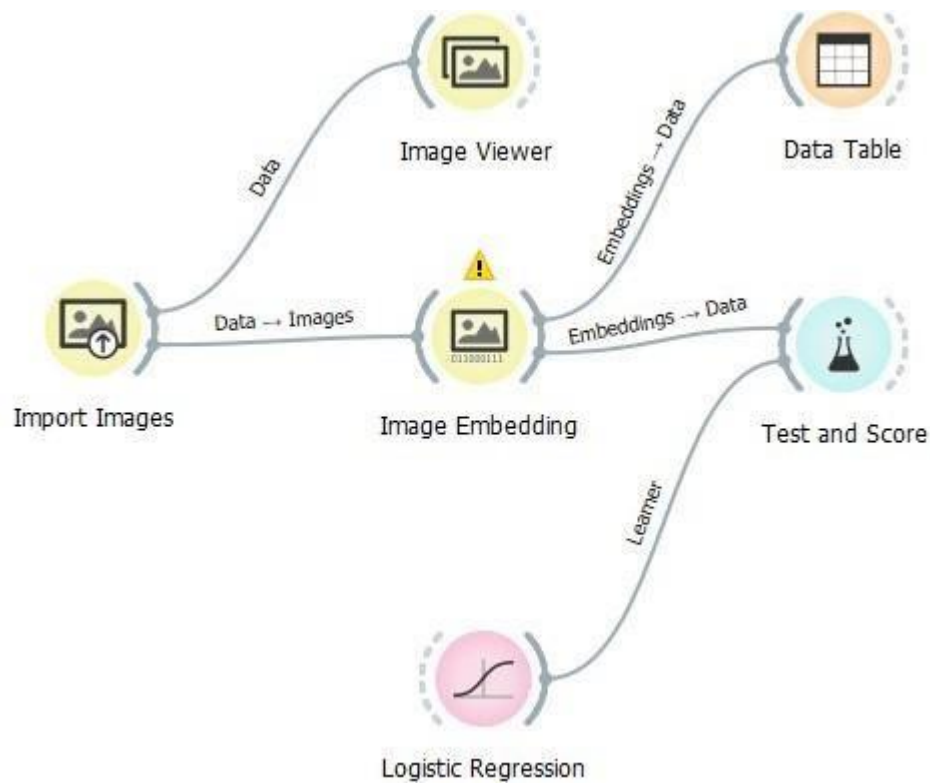 Image Viewer
Data Table
Data
Embeddings → Data
Data → Images
Embeddings → Data
011000111
Import Images
Image Embedding
Test and Score
Learner
Logistic Regression